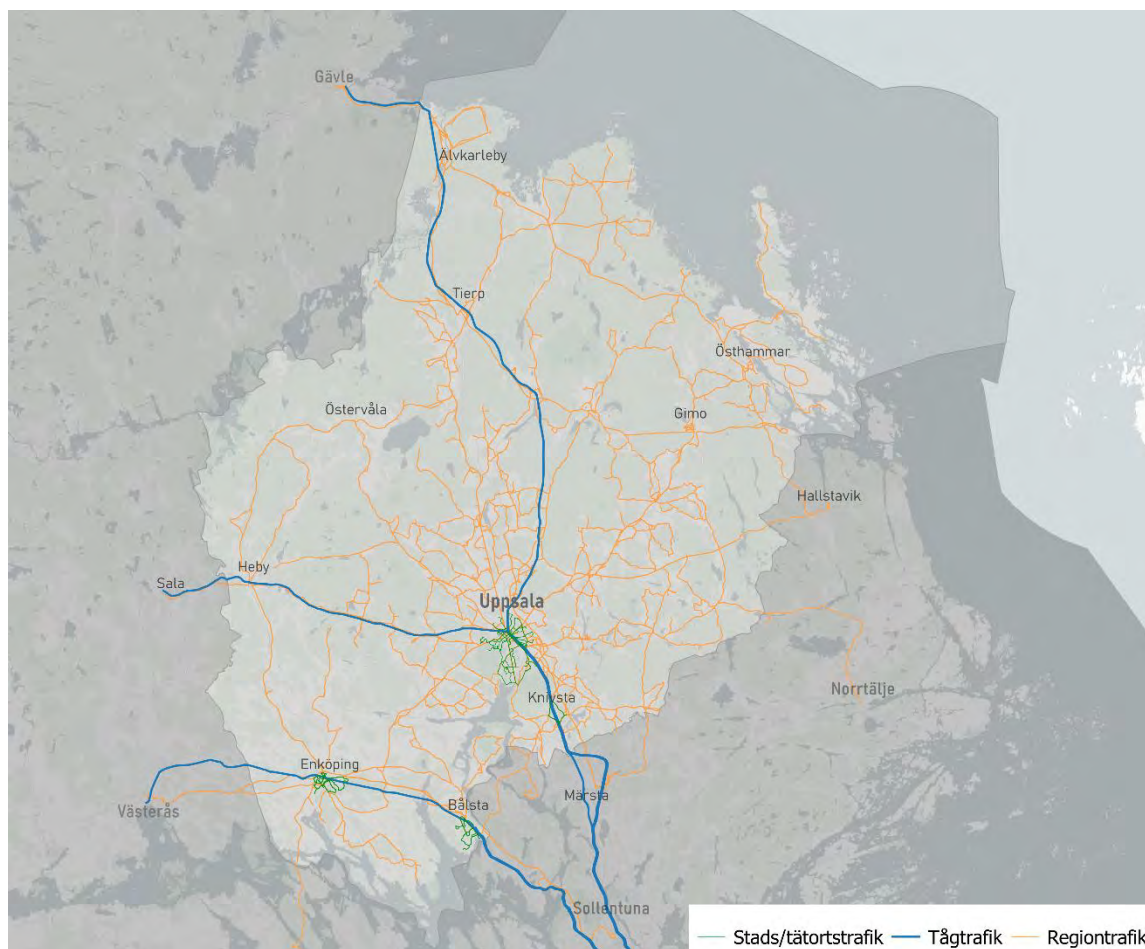 Gävle
Älvkarleby
Tierp
Östhammar
Östervåla
Gimo
Hallstavik
Heby
Sala
Uppsala
Knivsta
Norrtälje
Enköping
Märsta
Västerås
Bålsta
Sollentuna
Stads/tätortstrafik Tågtrafik Regiontrafik